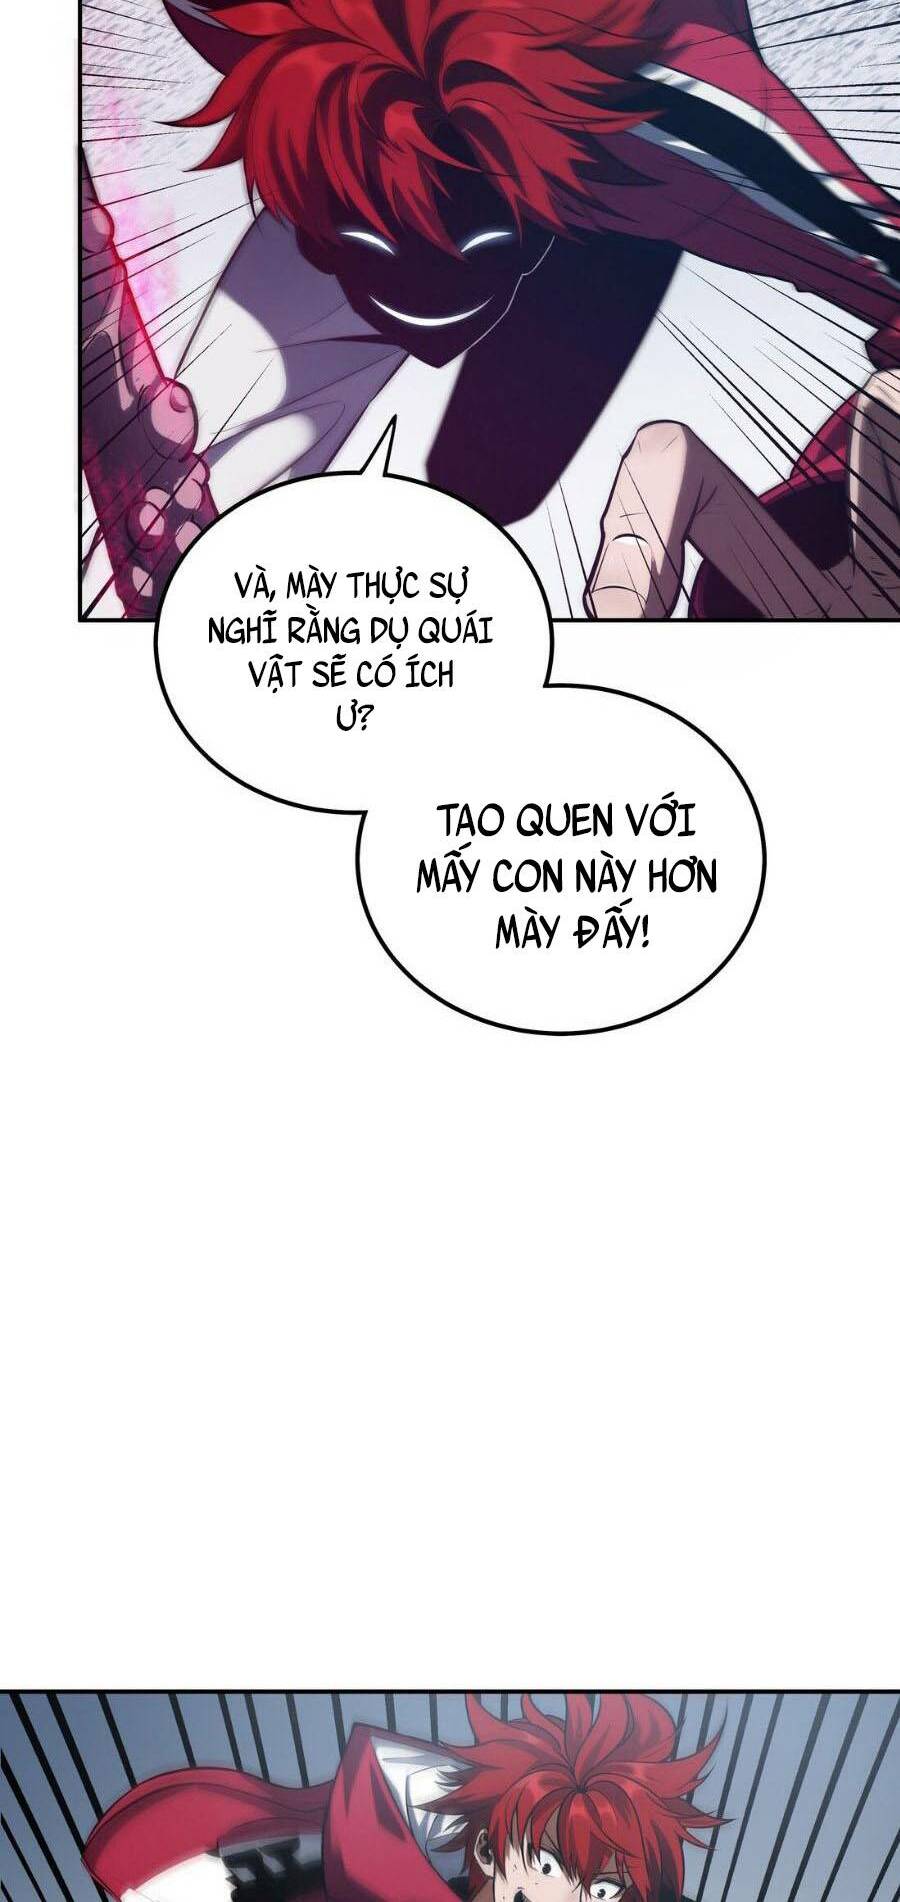 VÀ, MÀY THỰC SỰ
NGHĨ RẰNG DỤ QUÁI
VẬT SẼ CÓ ÍCH
Ư?
TAO QUEN VỚI
MẤY CON NÀY HƠN
MÀY ĐẤY!